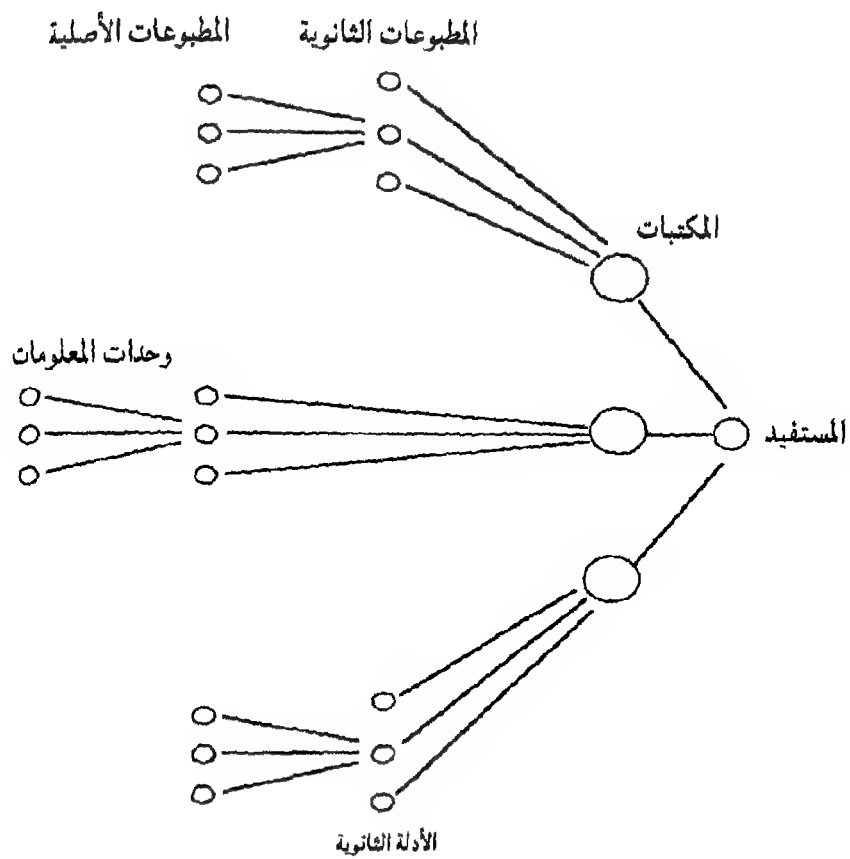 المطبوعات الثانوية
المطبوعات الأصلية
المكتبات
وحدات المعلومات
المستفيد
الأدلة الثانوية